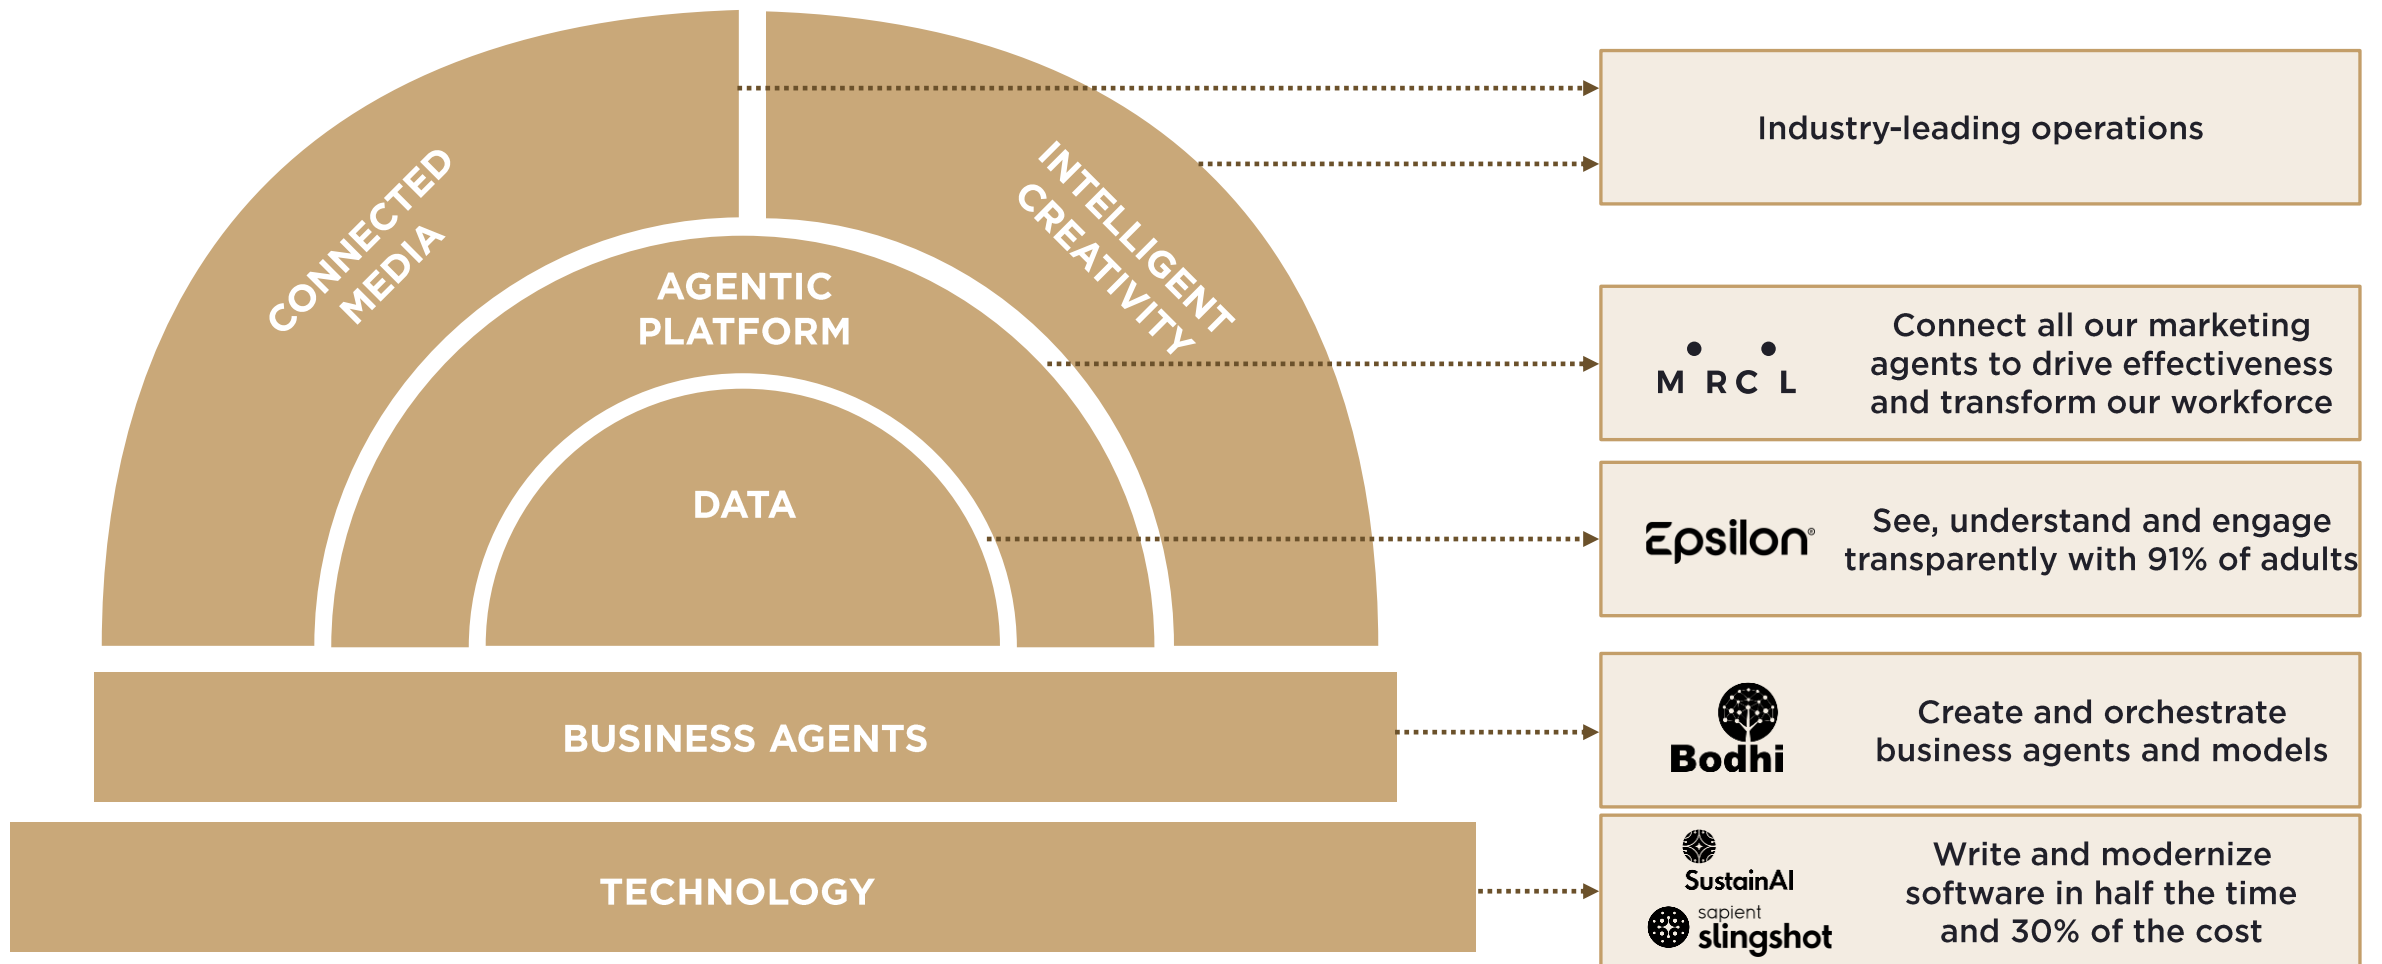 CONNECTED
MEDIA
INTELLIGENT
CREATIVITY
AGENTIC
PLATFORM
DATA
BUSINESS AGENTS
TECHNOLOGY
Industry-leading operations
M RC L
Connect all our marketing
agents to drive effectiveness
and transform our workforce
Epsilon®
See, understand and engage
transparently with 91% of adults
Bodhi
Create and orchestrate
business agents and models
SustainAI
sapient
slingshot
Write and modernize
software in half the time
and 30% of the cost